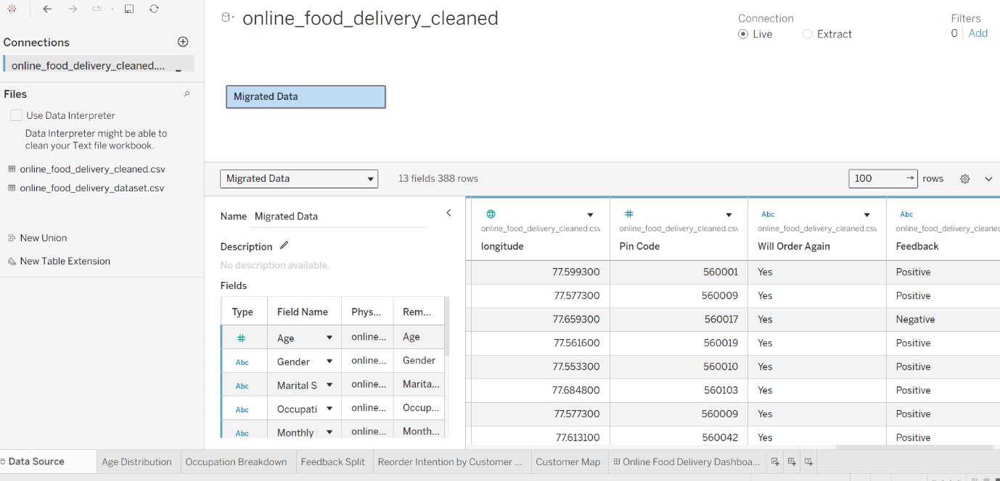 online_food_delivery_cleaned
Connection
Live
Extract
Filters
0 Add
Connections
online_food_delivery_cleaned....
Files
Use Data Interpreter
Data Interpreter might be able to
clean your Text file workbook.
online_food_delivery_cleaned.csv
online_food_delivery_dataset.csv
New Union
New Table Extension
Migrated Data
Migrated Data
13 fields 388 rows
100
rows
Name Migrated Data
Description
No description available.
Fields
Type Field Name Phys... Rem...
# Age online... Age
Abc Gender online... Gender
Abc Marital S online... Marita...
Abc Occupati online... Occup...
Abc Monthly online... Month...
# Abc Abc
online_food_delivery_cleaned.csv online_food_delivery_cleaned.csv online_food_delivery_cleaned.csv online_food_delivery_cleaned
longitude Pin Code Will Order Again Feedback
77.599300 560001 Yes Positive
77.577300 560009 Yes Positive
77.659300 560017 Yes Negative
77.561600 560019 Yes Positive
77.553300 560010 Yes Positive
77.684800 560103 Yes Positive
77.577300 560009 Yes Positive
77.613100 560042 Yes Positive
Data Source Age Distribution Occupation Breakdown Feedback Split Reorder Intention by Customer ... Customer Map Online Food Delivery Dashboa...